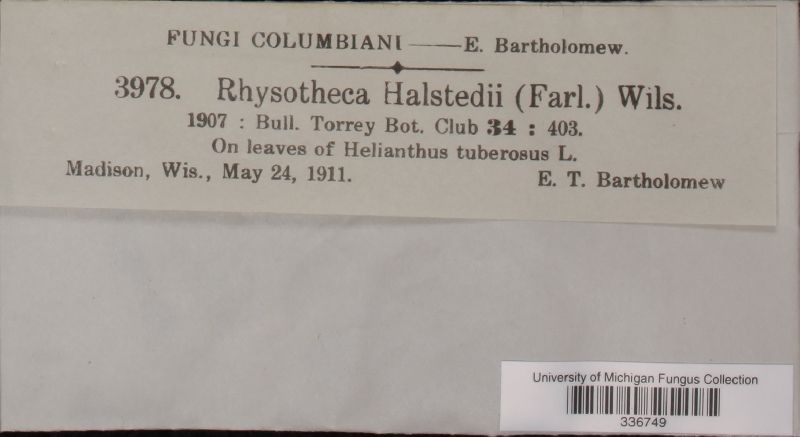 FUNGI COLUMBIANI — E. Bartholomew.
3978. Rhysotheca Halstedii (Farl.) Wils.
1907 : Bull. Torrey Bot. Club 34 : 403.
On leaves of Helianthus tuberosus L.
Madison, Wis., May 24, 1911. E. T. Bartholomew
University of Michigan Fungus Collection
336749